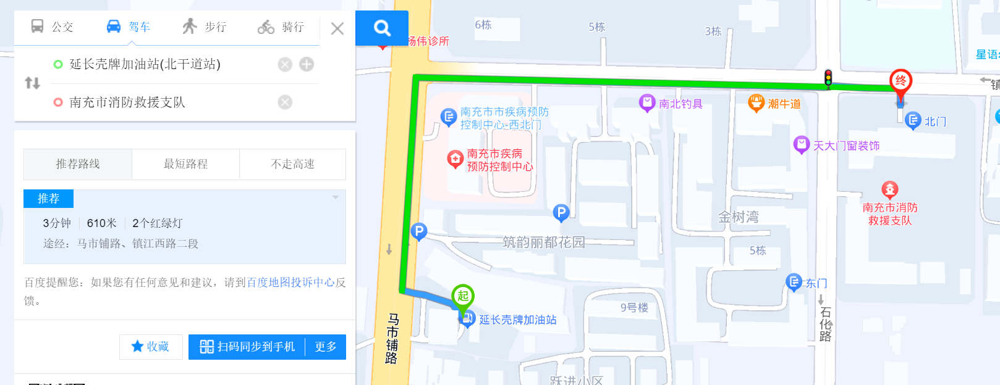 公交
驾车
步行
骑行
延长壳牌加油站(北干道站)
南充市消防救援支队
推荐路线
最短路程
不走高速
推荐
3分钟 610米 2个红绿灯
途经：马市铺路、镇江西路二段
百度提醒您：如果您有任何意见和建议，请到百度地图投诉中心反
馈。
收藏
扫码同步到手机
更多
杨伟诊所
6栋
5栋
3栋
终
北门
南北钓具
潮牛道
天大门窗装饰
南充市市疾病预防
控制中心-西北门
南充市疾病
预防控制中心
南充市消防
救援支队
P
P
金树湾
筑韵丽都花园
5栋
东门
起
延长壳牌加油站
9号楼
马市铺路
石化路
跃进小区
星语
镇